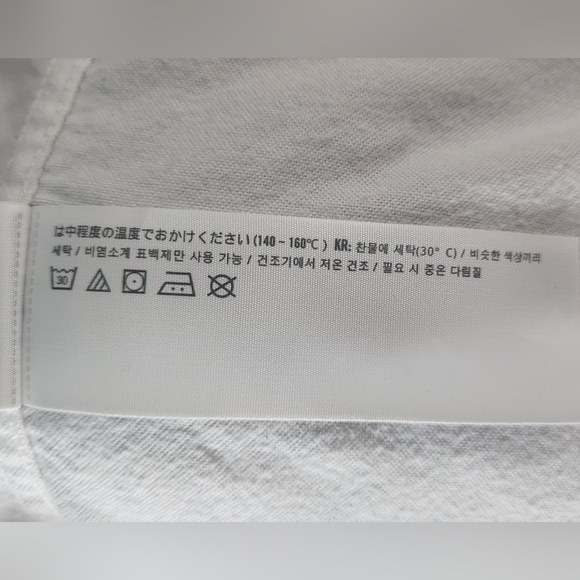 は中程度の温度でおかけください(140 ~ 160℃ ) KR: 찬물에 세탁(30° C) / 비슷한 색상끼리
세탁 / 비염소계 표백제만 사용 가능 / 건조기에서 저온 건조 / 필요 시 중온 다림질
30